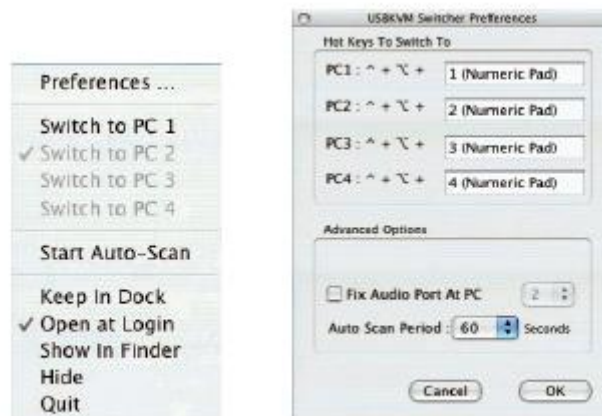 Preferences ...
Switch to PC 1
✓ Switch to PC 2
Switch to PC 3
Switch to PC 4
Start Auto-Scan
Keep In Dock
✓ Open at Login
Show In Finder
Hide
Quit
USBKVM Switcher Preferences
Hot Keys To Switch To
PC1 : ^ + ⌥ + 1 (Numeric Pad)
PC2 : ^ + ⌥ + 2 (Numeric Pad)
PC3 : ^ + ⌥ + 3 (Numeric Pad)
PC4 : ^ + ⌥ + 4 (Numeric Pad)
Advanced Options
Fix Audio Port At PC 2
Auto Scan Period : 60 Seconds
Cancel OK